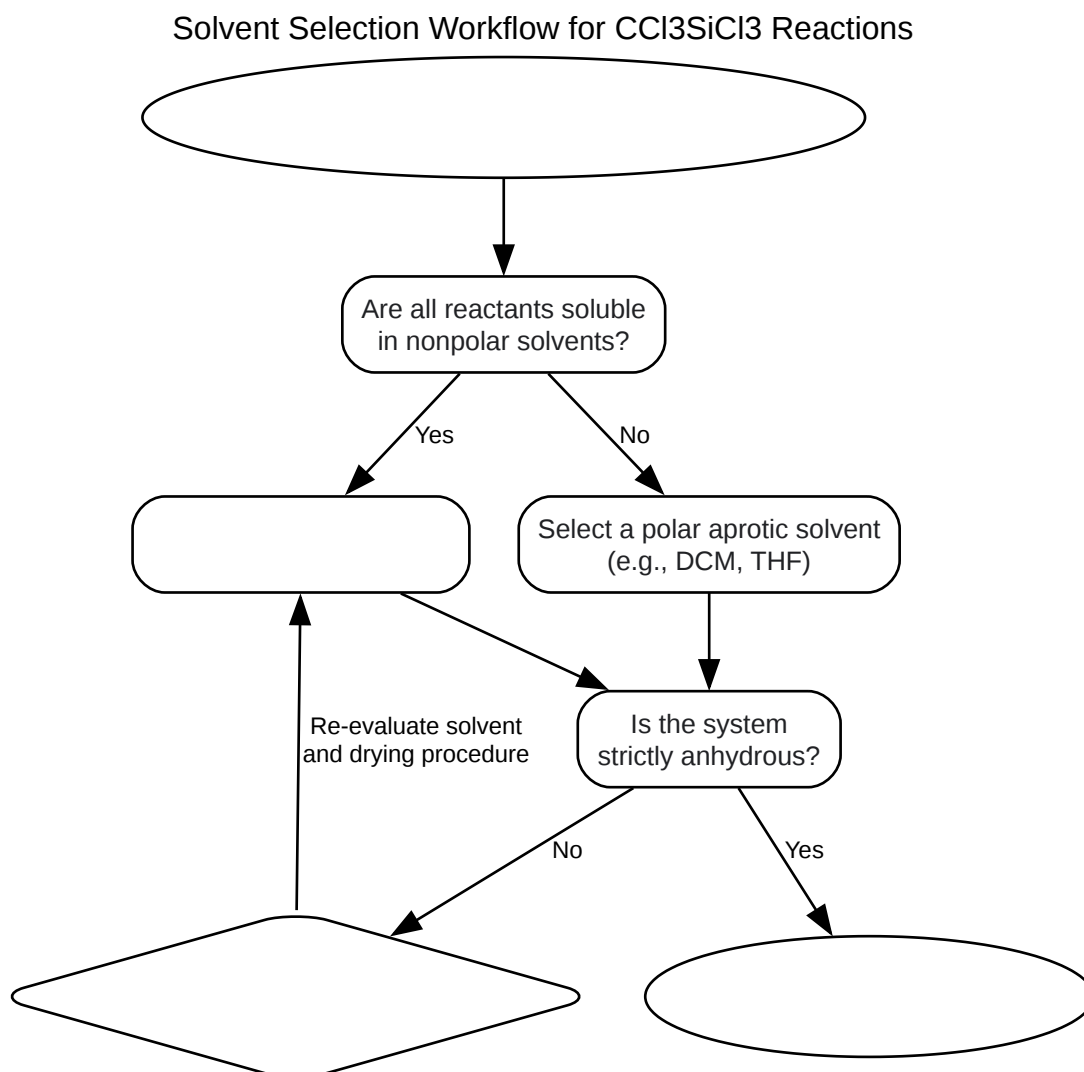 Solvent Selection Workflow for CCl3SiCl3 Reactions
Are all reactants soluble
in nonpolar solvents?
Yes
No
Select a polar aprotic solvent
(e.g., DCM, THF)
Re-evaluate solvent
and drying procedure
Is the system
strictly anhydrous?
No
Yes